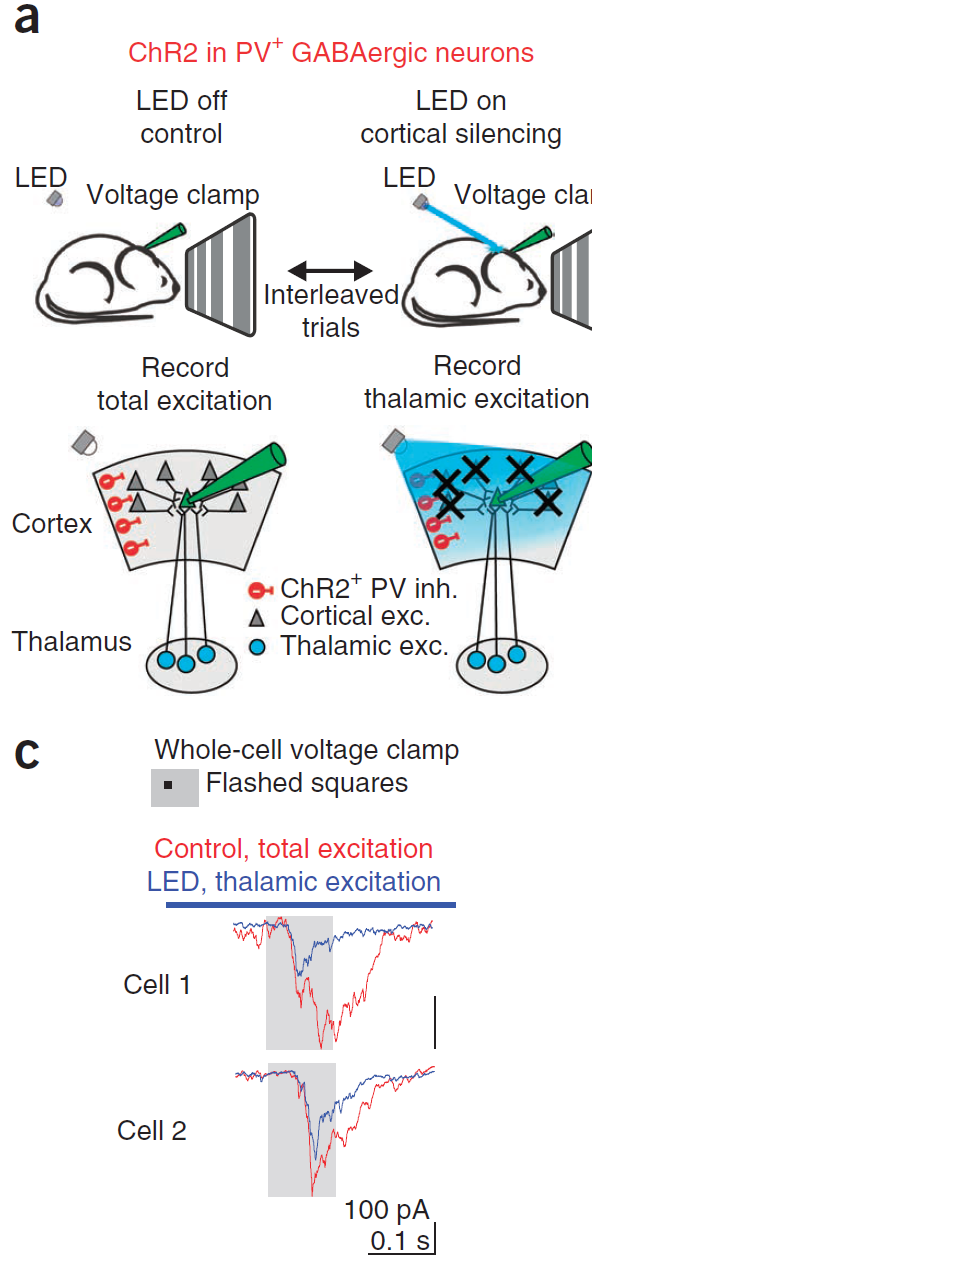 a
ChR2 in PV+ GABAergic neurons
LED off
control
LED on
cortical silencing
LED
Voltage clamp
LED
Voltage clar
Interleaved
trials
Record
total excitation
Record
thalamic excitation
Cortex
ChR2+ PV inh.
Cortical exc.
Thalamic exc.
Thalamus
c
Whole-cell voltage clamp
Flashed squares
Control, total excitation
LED, thalamic excitation
Cell 1
Cell 2
100 pA
0.1 s